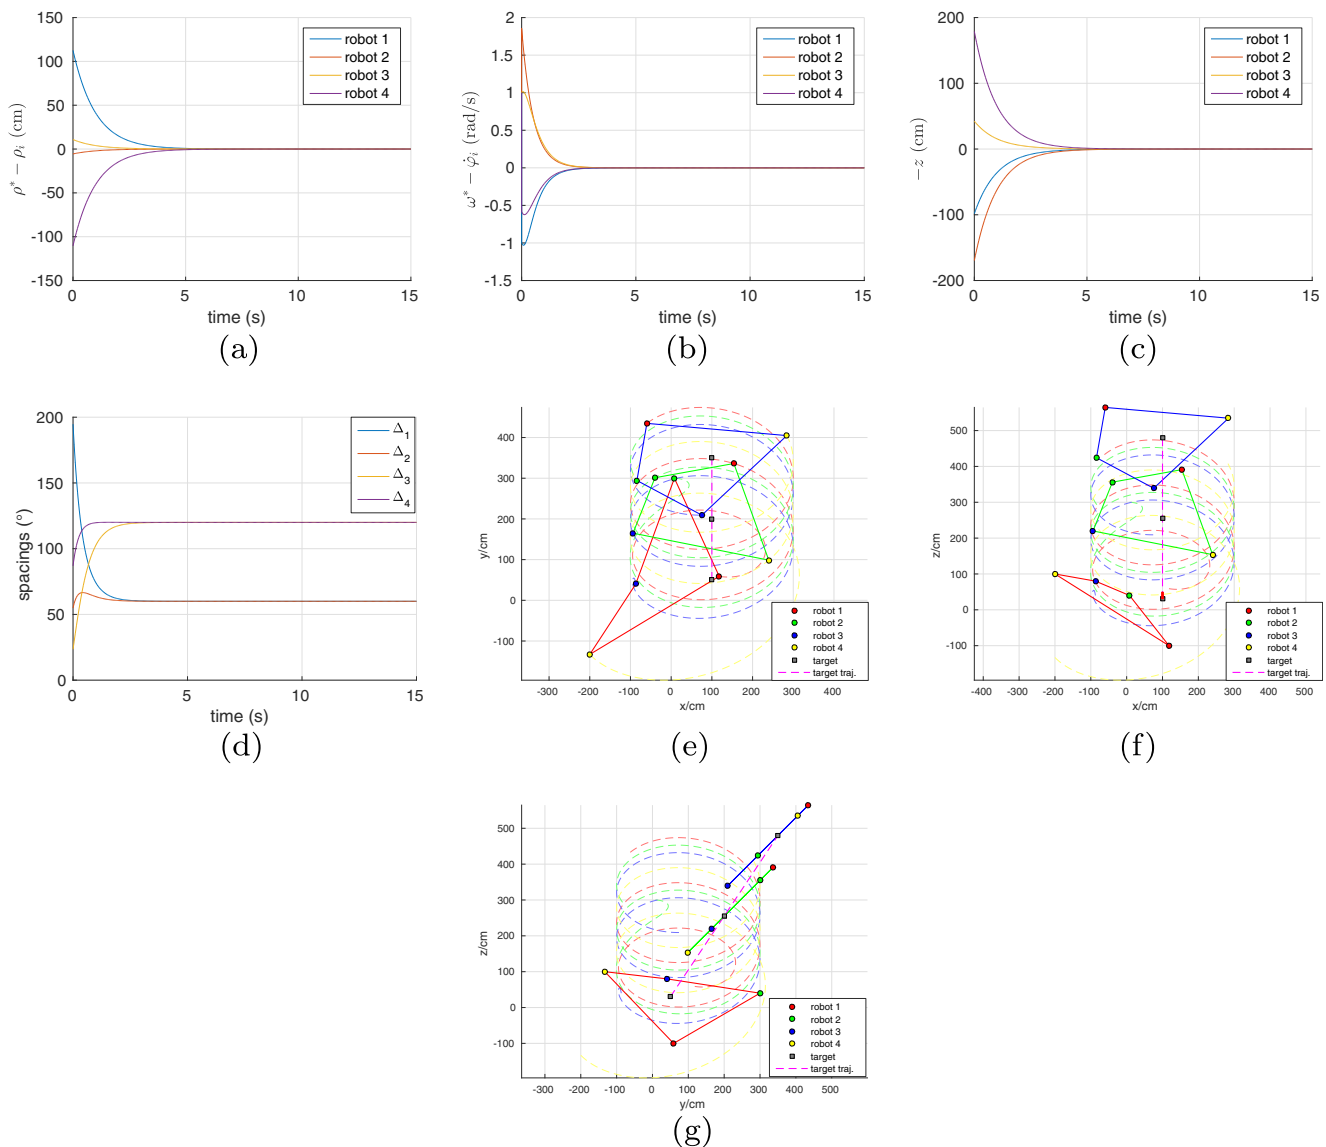 150
100
50
0
-50
-100
-150
0 5 10 15
ρ* − ρᵢ (cm)
time (s)
robot 1
robot 2
robot 3
robot 4
(a)
2
1.5
1
0.5
0
-0.5
-1
-1.5
0 5 10 15
ω* − φ̇ᵢ (rad/s)
time (s)
robot 1
robot 2
robot 3
robot 4
(b)
200
100
0
-100
-200
0 5 10 15
−z (cm)
time (s)
robot 1
robot 2
robot 3
robot 4
(c)
200
150
100
50
0
0 5 10 15
spacings (°)
time (s)
Δ₁
Δ₂
Δ₃
Δ₄
(d)
400
300
200
100
0
-100
-300 -200 -100 0 100 200 300 400
y/cm
x/cm
robot 1
robot 2
robot 3
robot 4
target
target traj.
(e)
500
400
300
200
100
0
-100
-400 -300 -200 -100 0 100 200 300 400 500
z/cm
x/cm
robot 1
robot 2
robot 3
robot 4
target
target traj.
(f)
500
400
300
200
100
0
-100
-300 -200 -100 0 100 200 300 400 500
z/cm
y/cm
robot 1
robot 2
robot 3
robot 4
target
target traj.
(g)